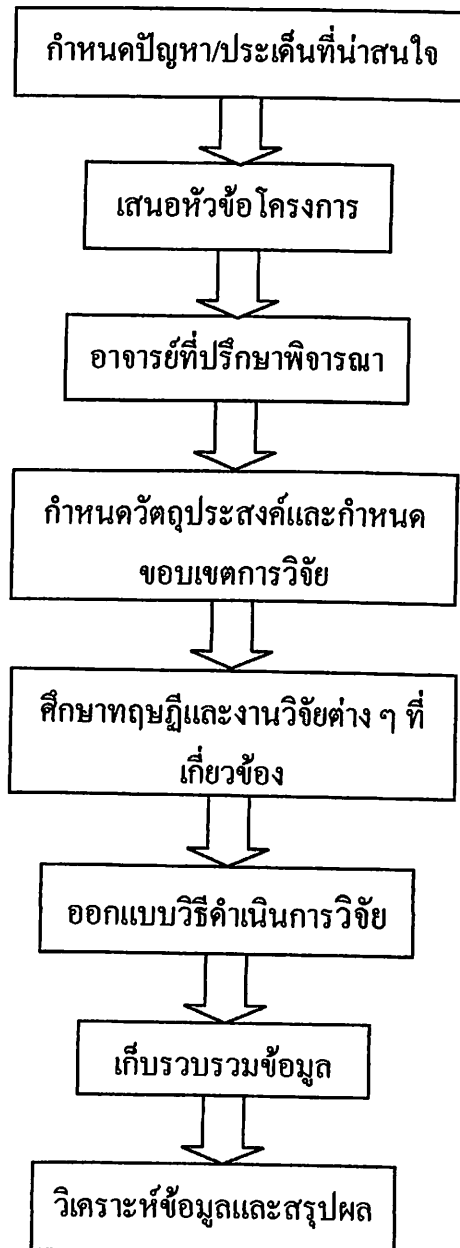 กำหนดปัญหา/ประเด็นที่น่าสนใจ
เสนอหัวข้อโครงการ
อาจารย์ที่ปรึกษาพิจารณา
กำหนดวัตถุประสงค์และกำหนด
ขอบเขตการวิจัย
ศึกษาทฤษฎีและงานวิจัยต่าง ๆ ที่
เกี่ยวข้อง
ออกแบบวิธีดำเนินการวิจัย
เก็บรวบรวมข้อมูล
วิเคราะห์ข้อมูลและสรุปผล